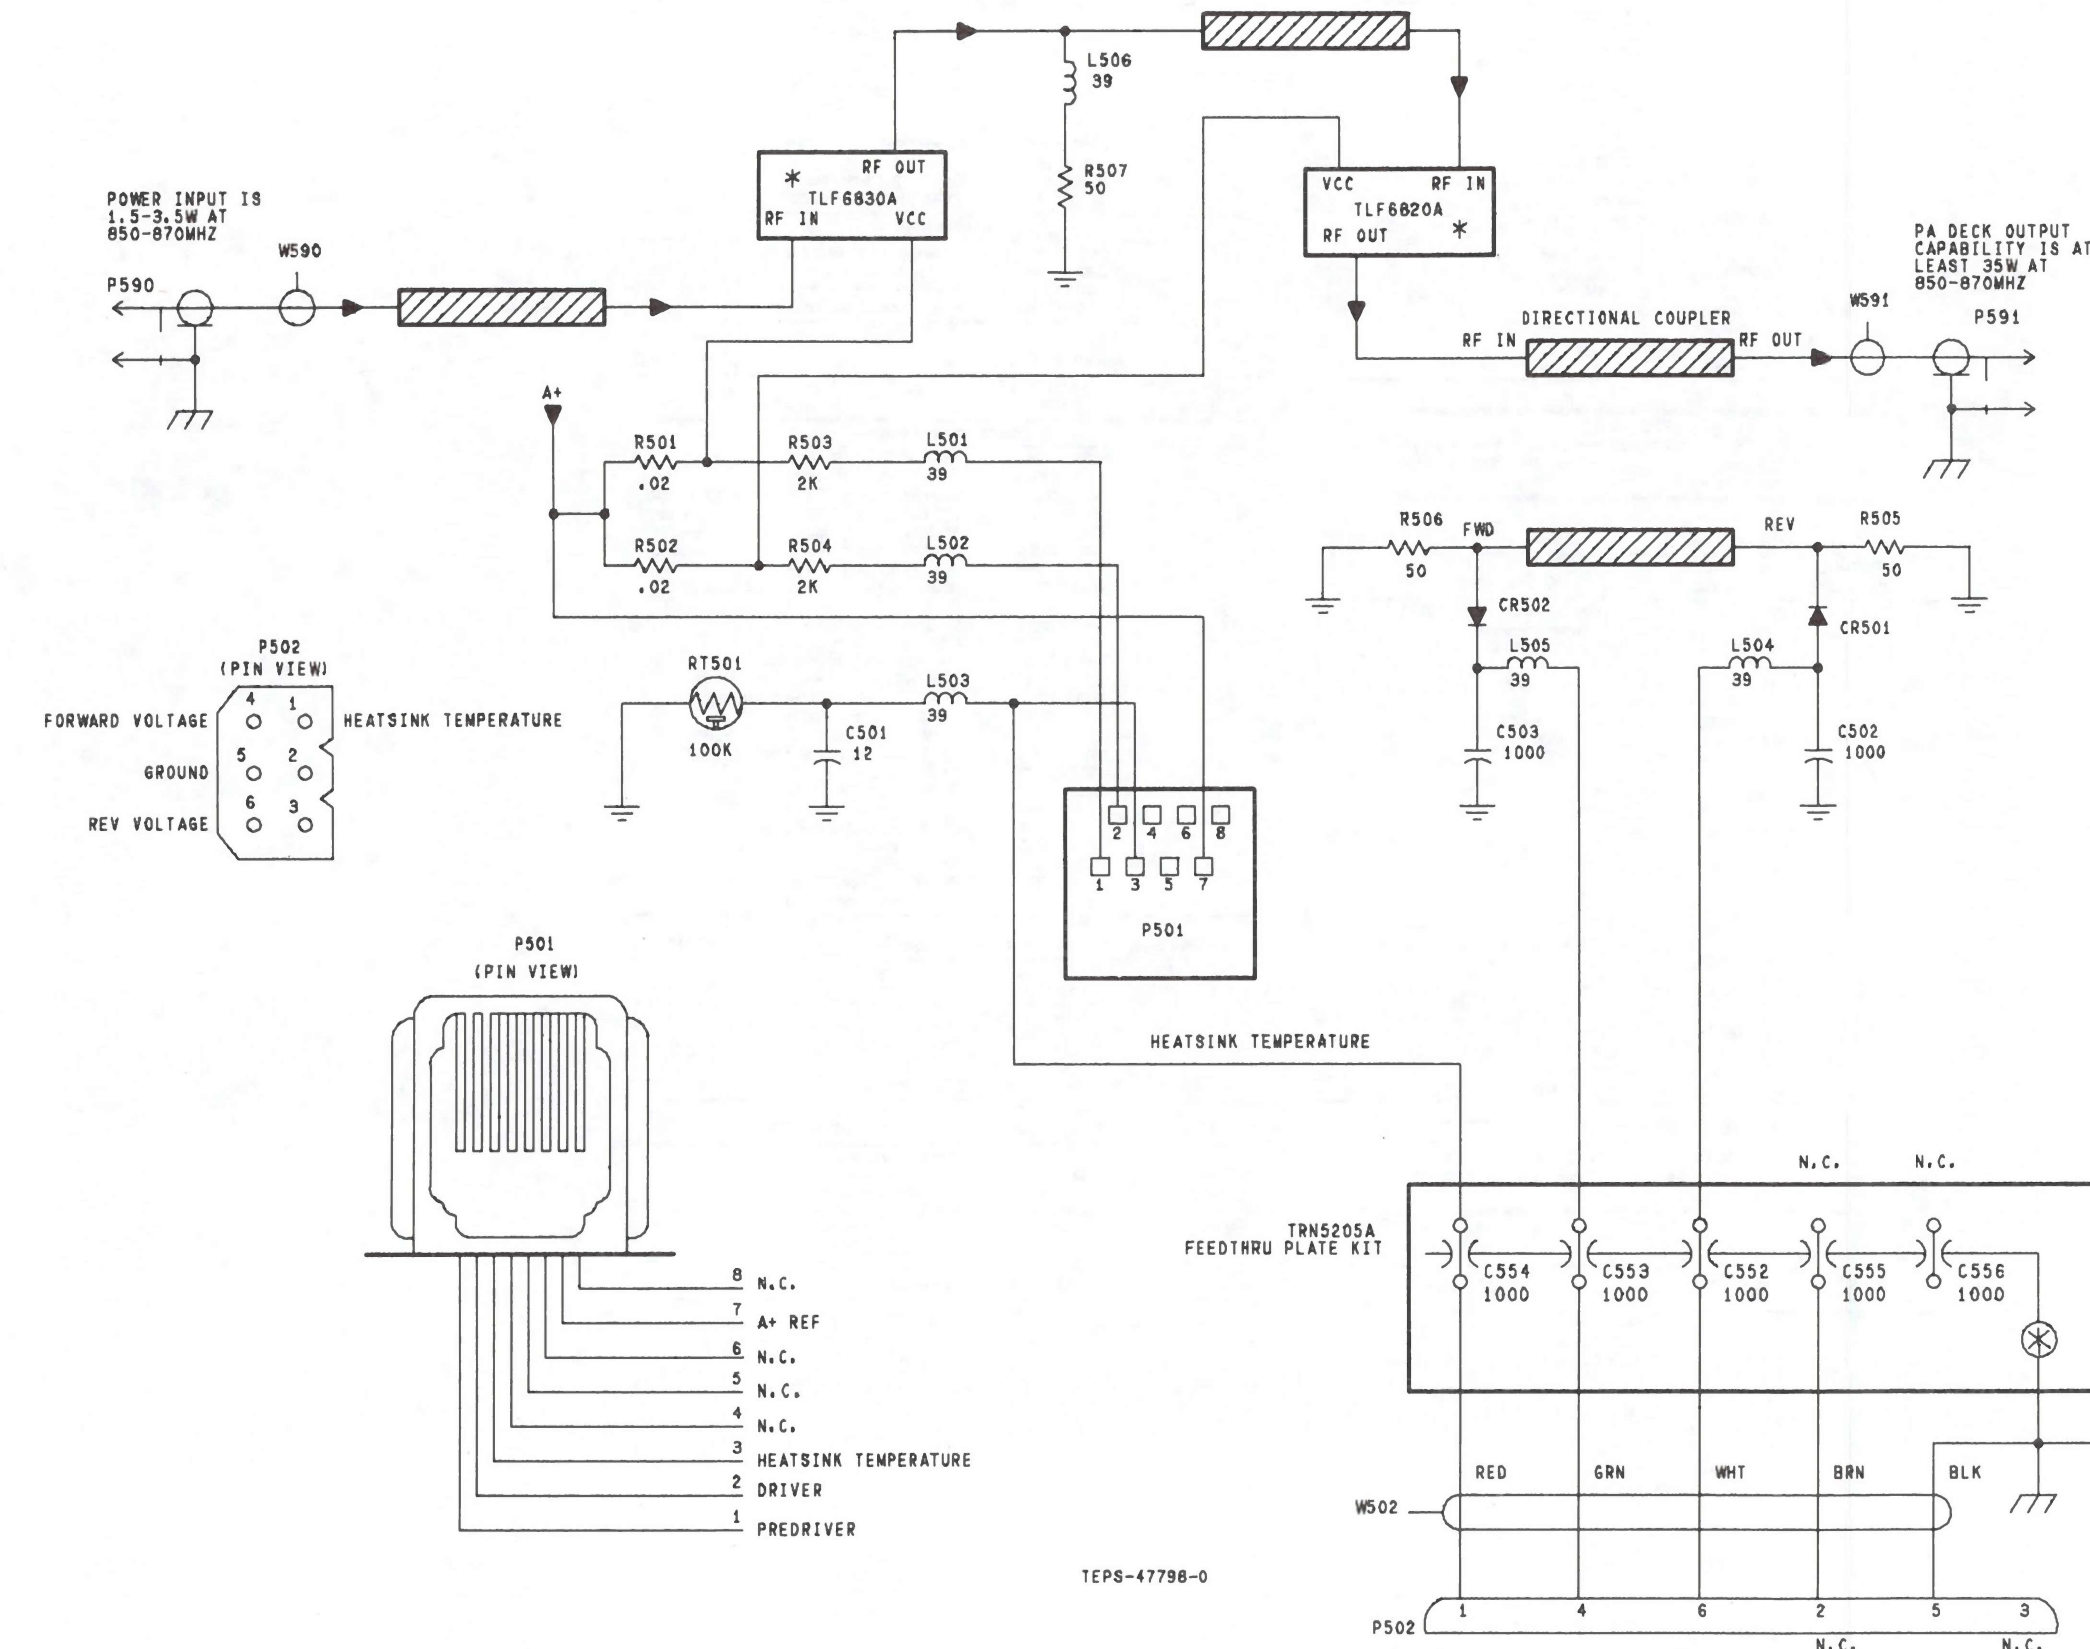 L506
39
R507
50
RF OUT
*
TLF6830A
RF IN VCC
VCC RF IN
TLF6820A
RF OUT *
POWER INPUT IS
1.5-3.5W AT
850-870MHZ
W590
P590
PA DECK OUTPUT
CAPABILITY IS AT
LEAST 35W AT
850-870MHZ
W591
P591
DIRECTIONAL COUPLER
RF IN
RF OUT
A+
R501
.02
R503
2K
L501
39
R502
.02
R504
2K
L502
39
R506
50
FWD
REV
R505
50
CR502
CR501
L505
39
L504
39
C503
1000
C502
1000
RT501
100K
L503
39
C501
12
P502
(PIN VIEW)
4 1
FORWARD VOLTAGE
HEATSINK TEMPERATURE
5 2
GROUND
6 3
REV VOLTAGE
2 4 6 8
1 3 5 7
P501
P501
(PIN VIEW)
8 N.C.
7 A+ REF
6 N.C.
5 N.C.
4 N.C.
3 HEATSINK TEMPERATURE
2 DRIVER
1 PREDRIVER
HEATSINK TEMPERATURE
N.C. N.C.
TRN5205A
FEEDTHRU PLATE KIT
C554
1000
C553
1000
C552
1000
C555
1000
C556
1000
RED GRN WHT BRN BLK
W502
TEPS-47798-0
P502
1 4 6 2 5 3
N.C. N.C.